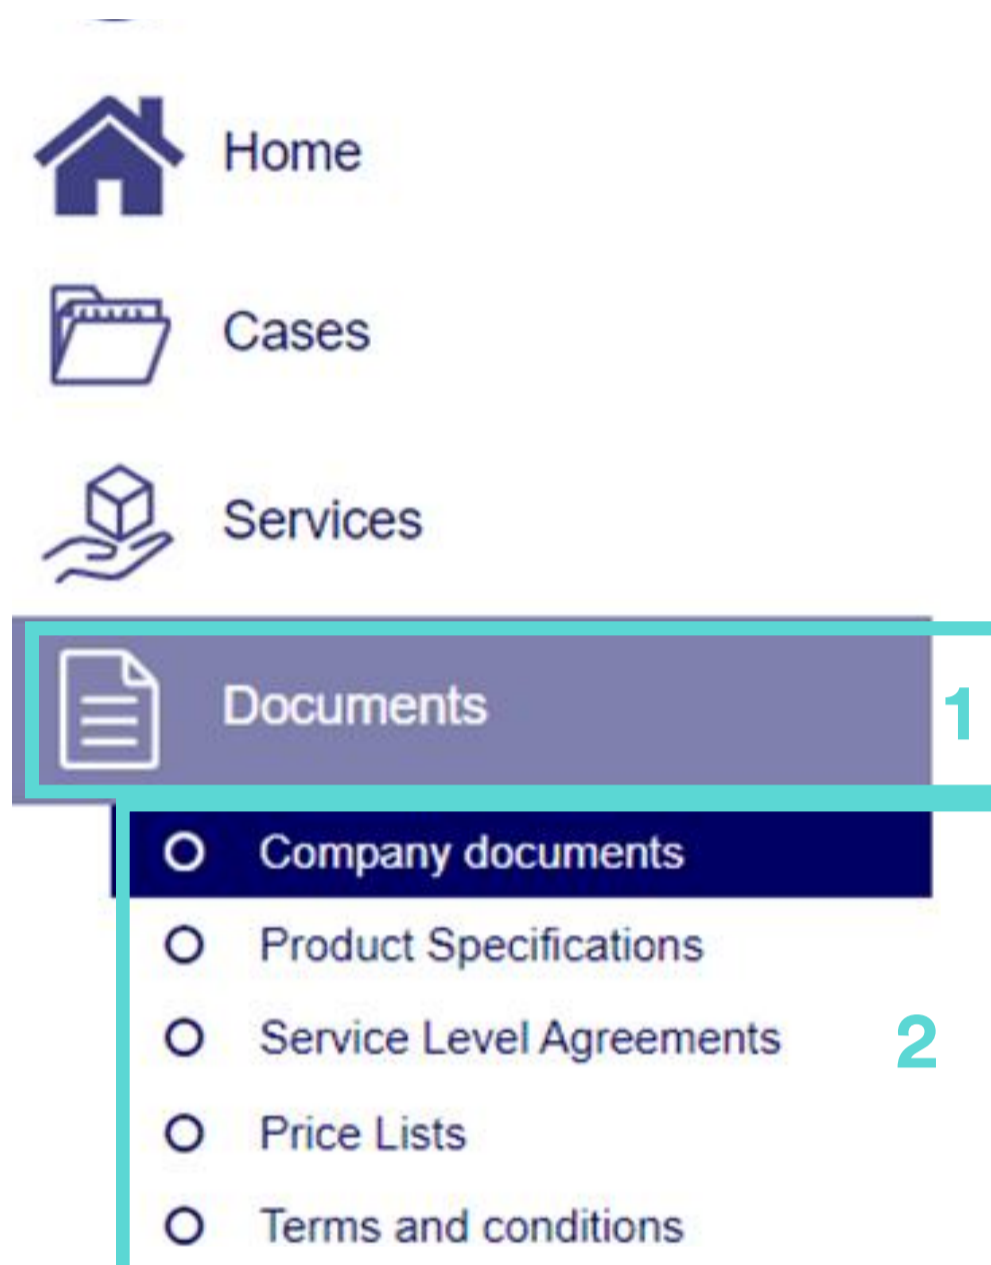 Home
Cases
Services
Documents
1
Company documents
Product Specifications
Service Level Agreements
2
Price Lists
Terms and conditions